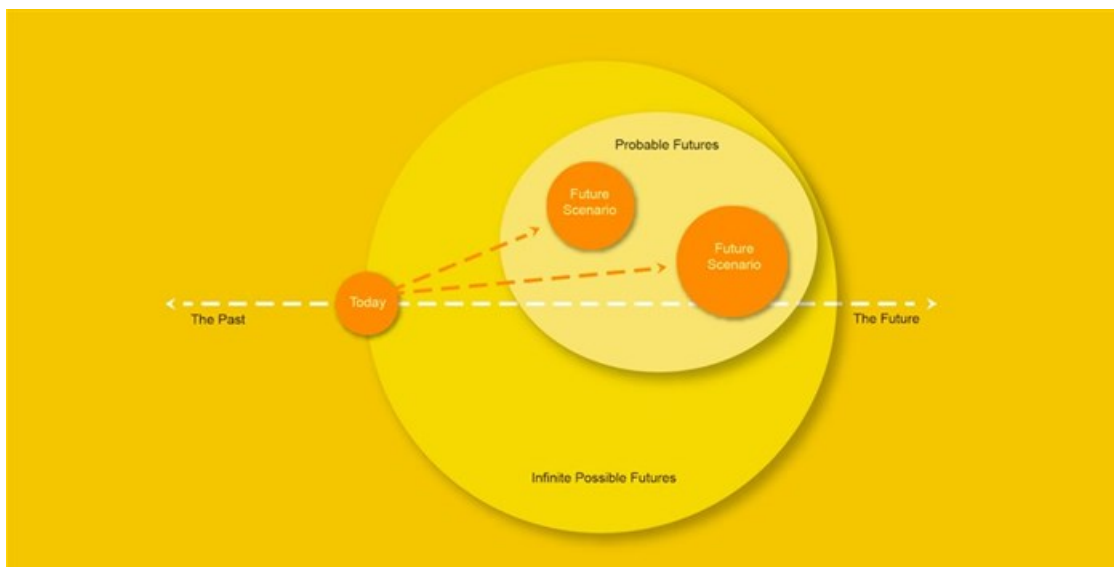 Probable Futures
Future
Scenario
Future
Scenario
Today
The Past
The Future
Infinite Possible Futures